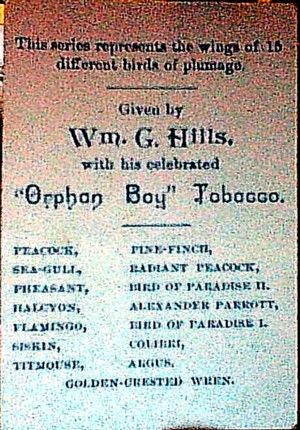 This series represents the wings of 15
different birds of plumage.
Given by
Wm. G. Hills.
with his celebrated
"Orphan Boy" Tobacco.
PEACOCK, PINE-FINCH,
SEA-GULL, RADIANT PEACOCK,
PHEASANT, BIRD OF PARADISE II.
HALCYON, ALEXANDER PARROTT,
FLAMINGO, BIRD OF PARADISE I.
SISKIN, COLIBRI,
TITMOUSE, ARGUS.
GOLDEN-CRESTED WREN.